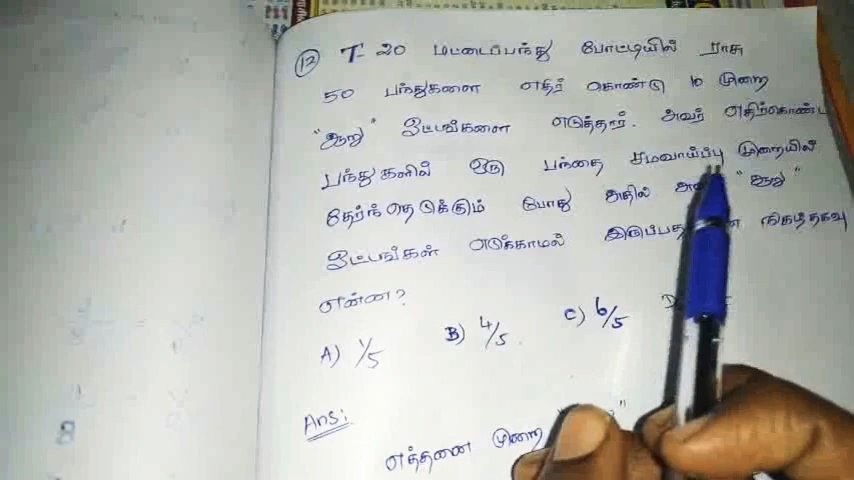 12 T-20 மட்டைப்பந்து போட்டியில் ராசு
50 பந்துகளை எதிர் கொண்டு 10 முறை
"ஆறு" ஓட்டங்களை எடுத்தார். அவர் எதிர்கொண்ட
பந்துகளில் ஒரு பந்தை சமவாய்ப்பு முறையில்
தேர்ந்தெடுக்கும் போது அதில் "ஆறு"
ஓட்டங்கள் எடுக்காமல் நிகழ்தகவு
என்ன?
A) 1/5 B) 4/5 C) 6/5
Ans:
எத்தனை முறை
8